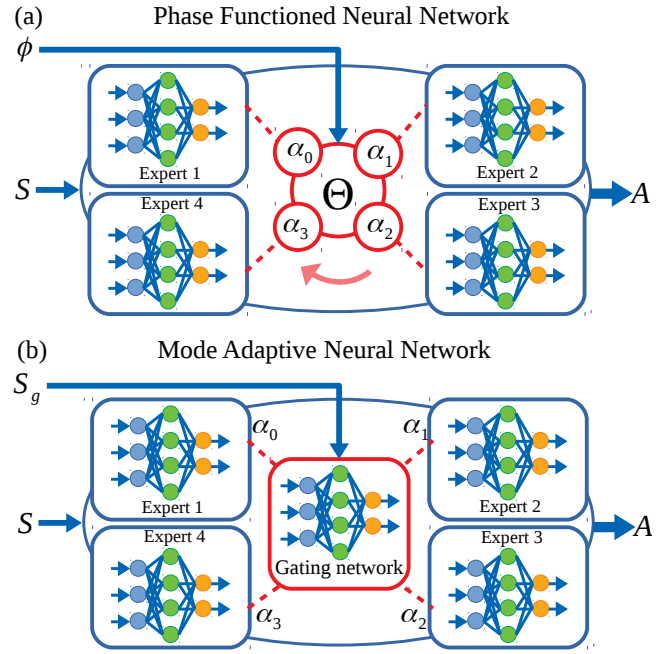 (a) Phase Functioned Neural Network
ϕ
Expert 1
α₀
α₁
Expert 2
S
Θ
A
Expert 4
α₃
α₂
Expert 3
(b) Mode Adaptive Neural Network
S_g
α₀
α₁
Expert 1
Expert 2
S
Expert 4
Gating network
Expert 3
A
α₃
α₂